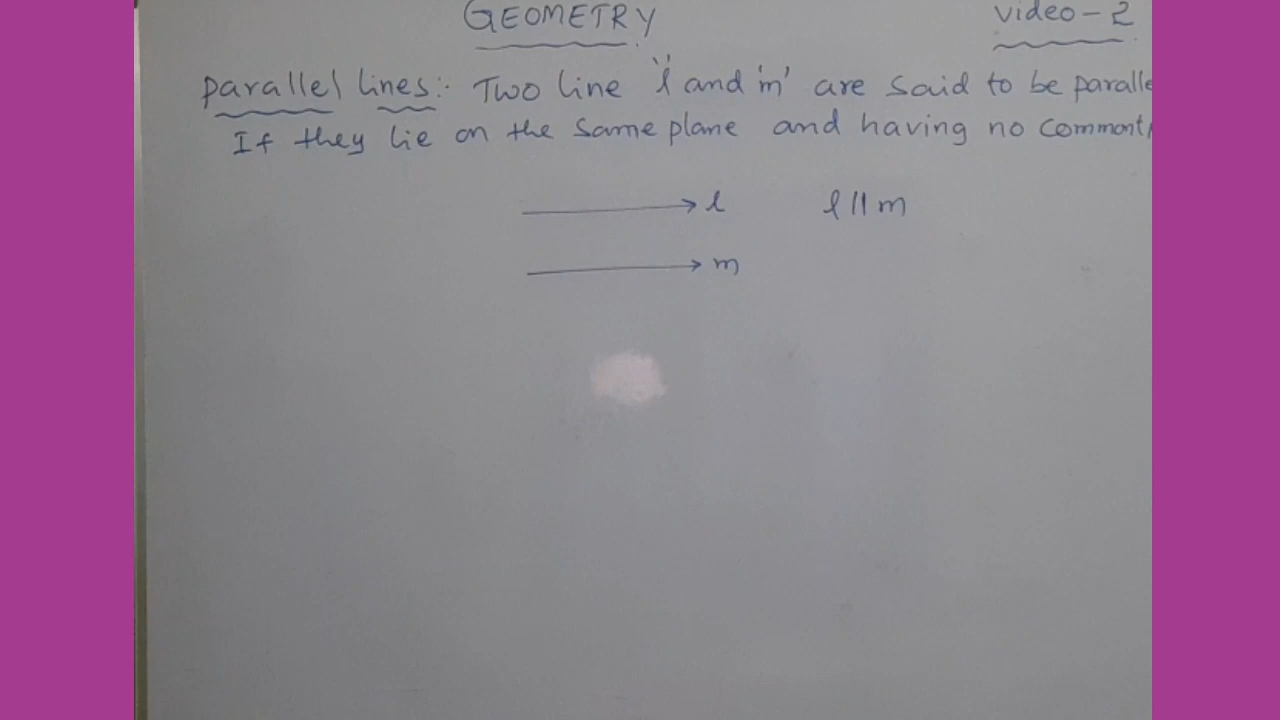 GEOMETRY
Video-2
Parallel lines:- Two line 'l' and 'm' are said to be paralle
If they lie on the same plane and having no common
l
l || m
m